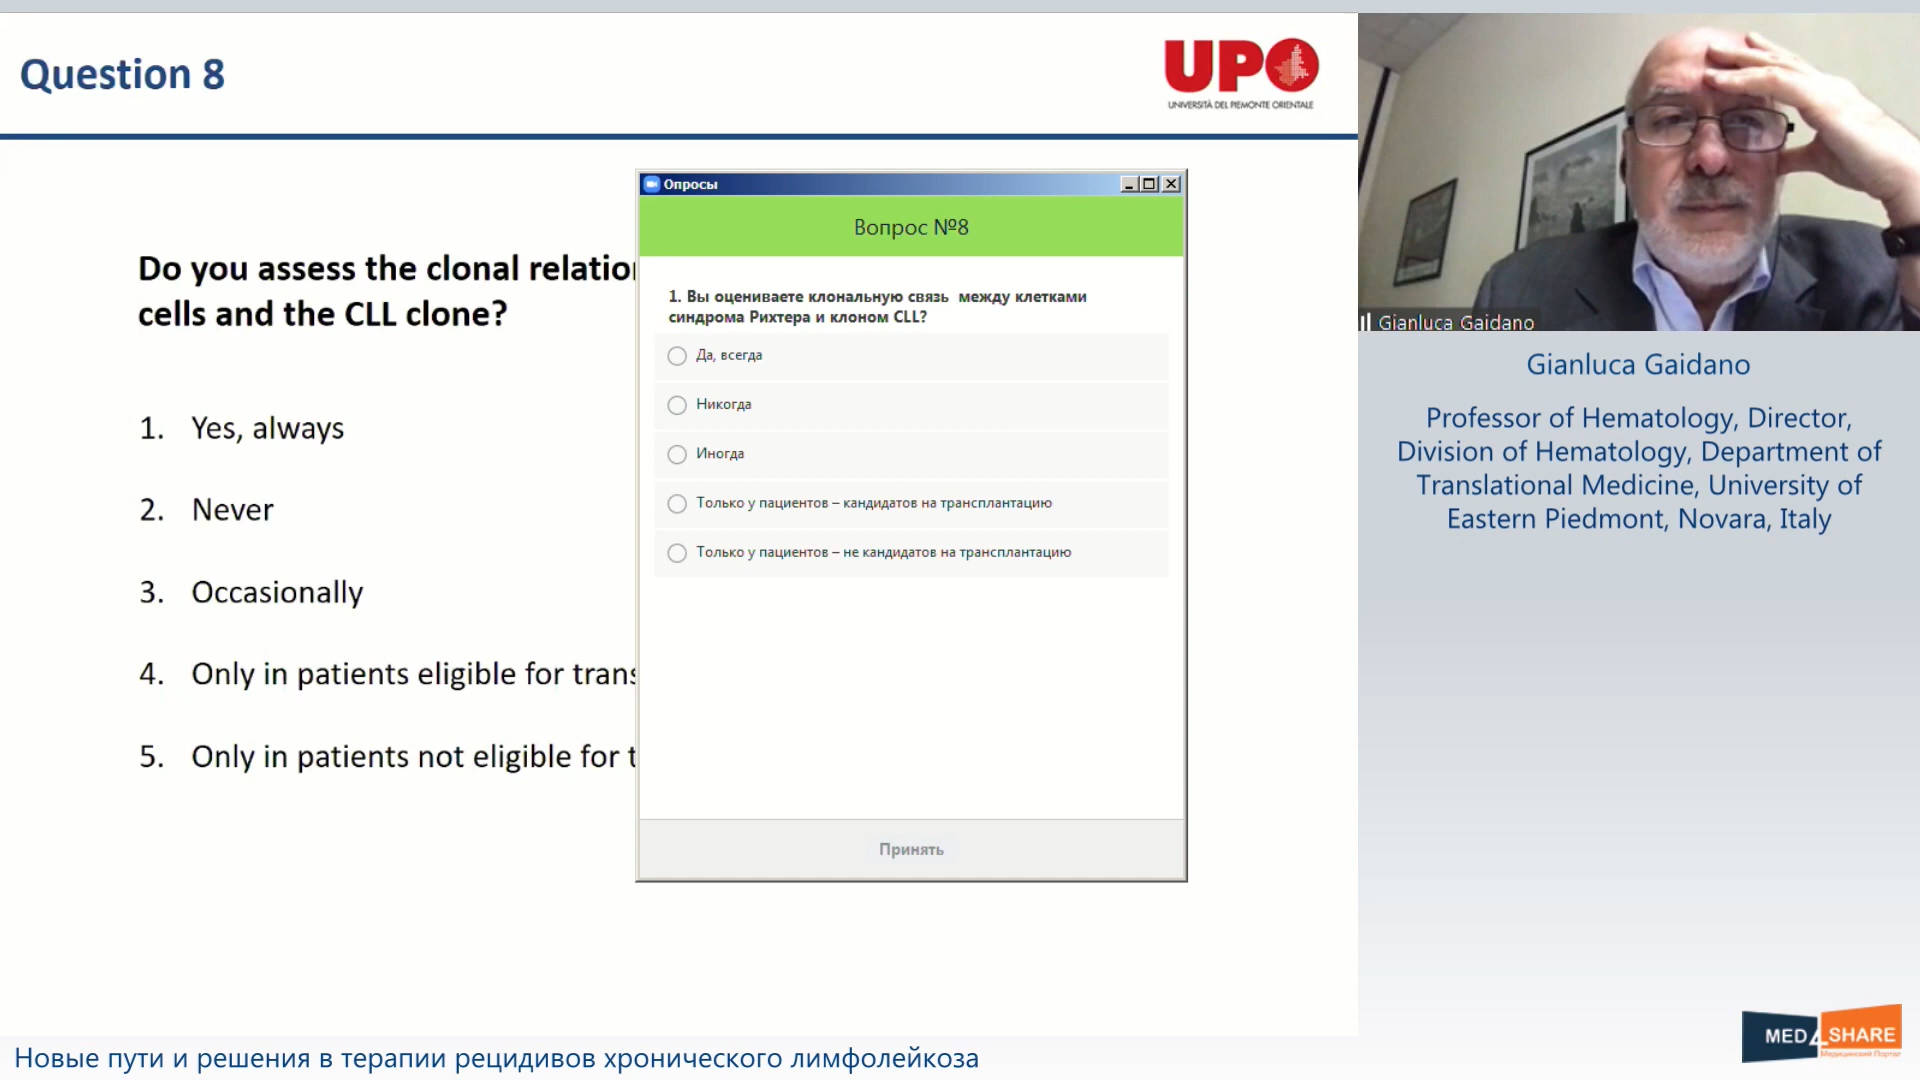 Question 8
UPO
UNIVERSITÀ DEL PIEMONTE ORIENTALE
Do you assess the clonal
cells and the CLL clone?
1. Yes, always
2. Never
3. Occasionally
4. Only in patients eligible for
5. Only in patients not eligible for
Опросы
Вопрос №8
1. Вы оцениваете клональную связь между клетками
синдрома Рихтера и клоном CLL?
Да, всегда
Никогда
Иногда
Только у пациентов – кандидатов на трансплантацию
Только у пациентов – не кандидатов на трансплантацию
Принять
Gianluca Gaidano
Gianluca Gaidano
Professor of Hematology, Director,
Division of Hematology, Department of
Translational Medicine, University of
Eastern Piedmont, Novara, Italy
MED4SHARE
Медицинский Портал
Новые пути и решения в терапии рецидивов хронического лимфолейкоза